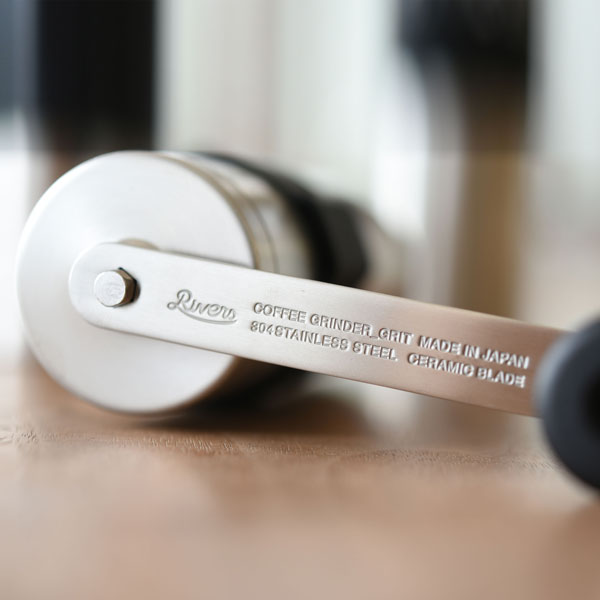 Rivers
COFFEE GRINDER_GRIT MADE IN JAPAN
304 STAINLESS STEEL CERAMIC BLADE